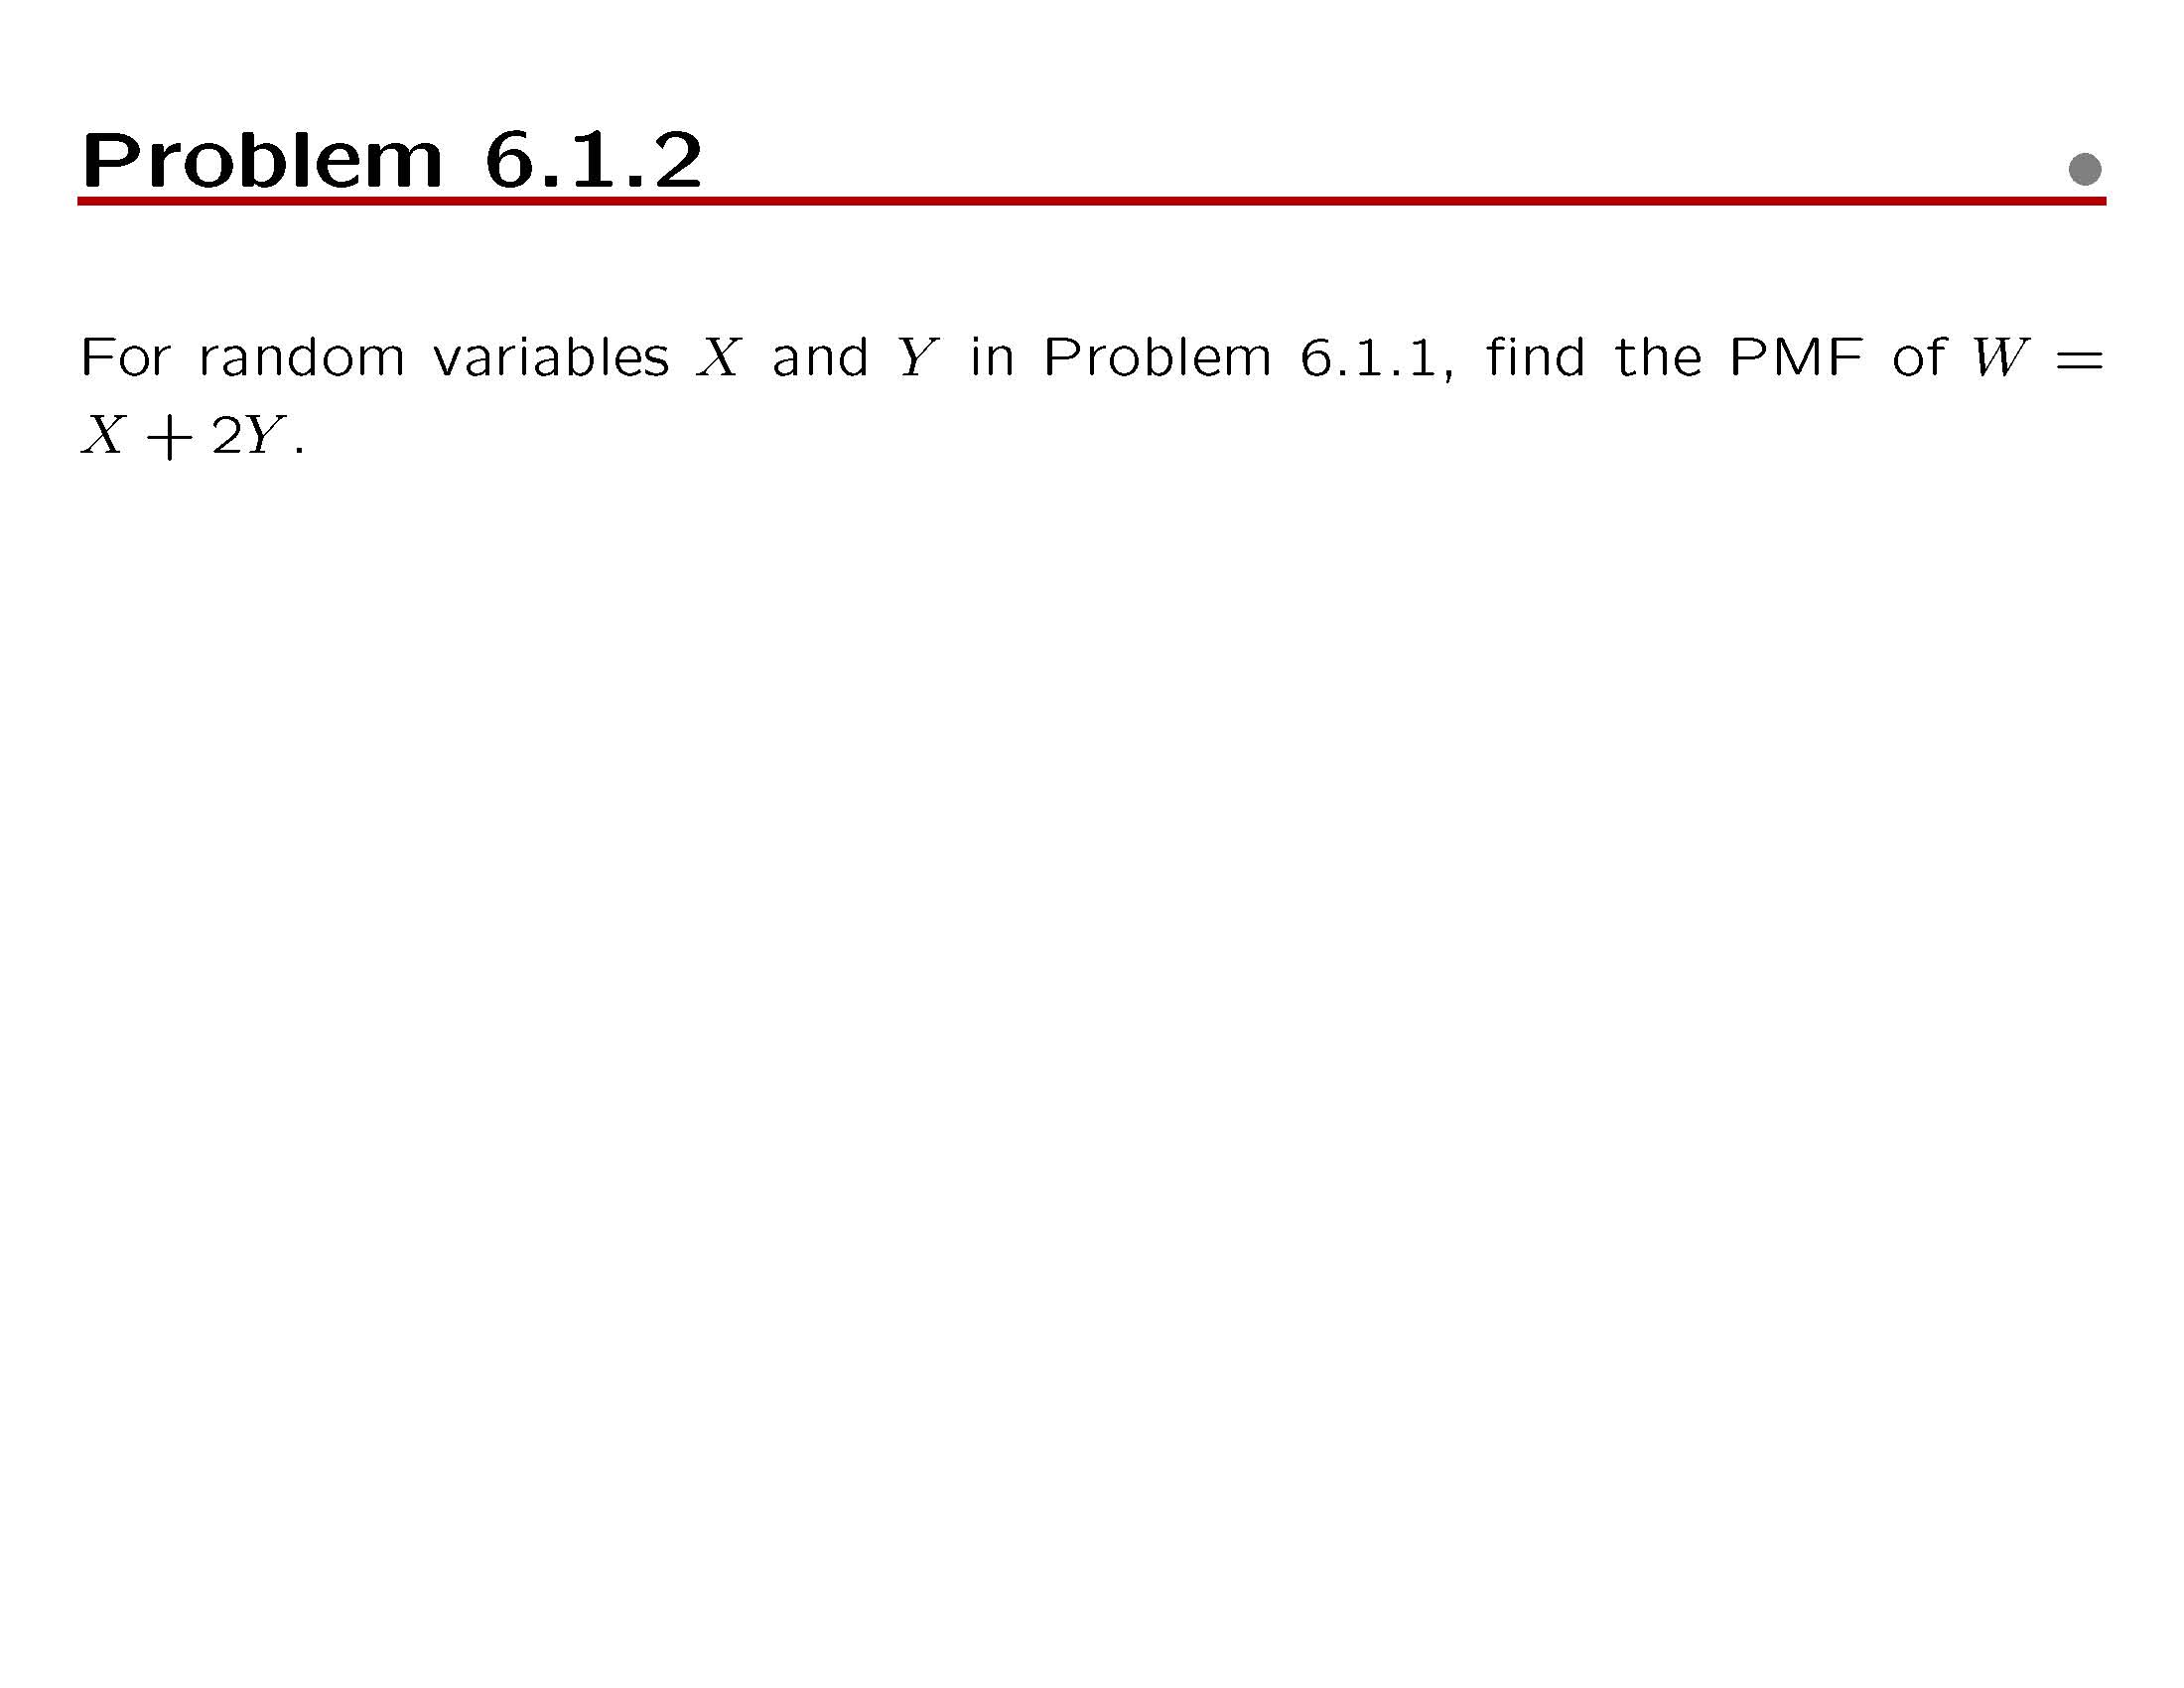 Problem 6.1.2
For random variables X and Y in Problem 6.1.1, find the PMF of W =
X + 2Y.